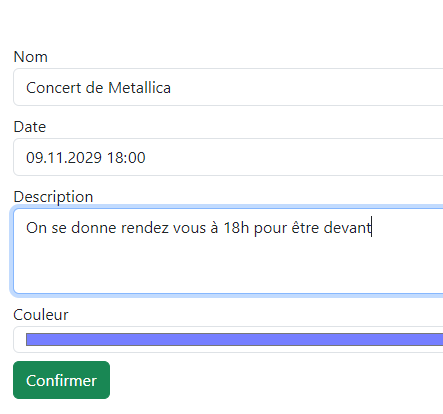 Nom
Concert de Metallica
Date
09.11.2029 18:00
Description
On se donne rendez vous à 18h pour être devant
Couleur
Confirmer